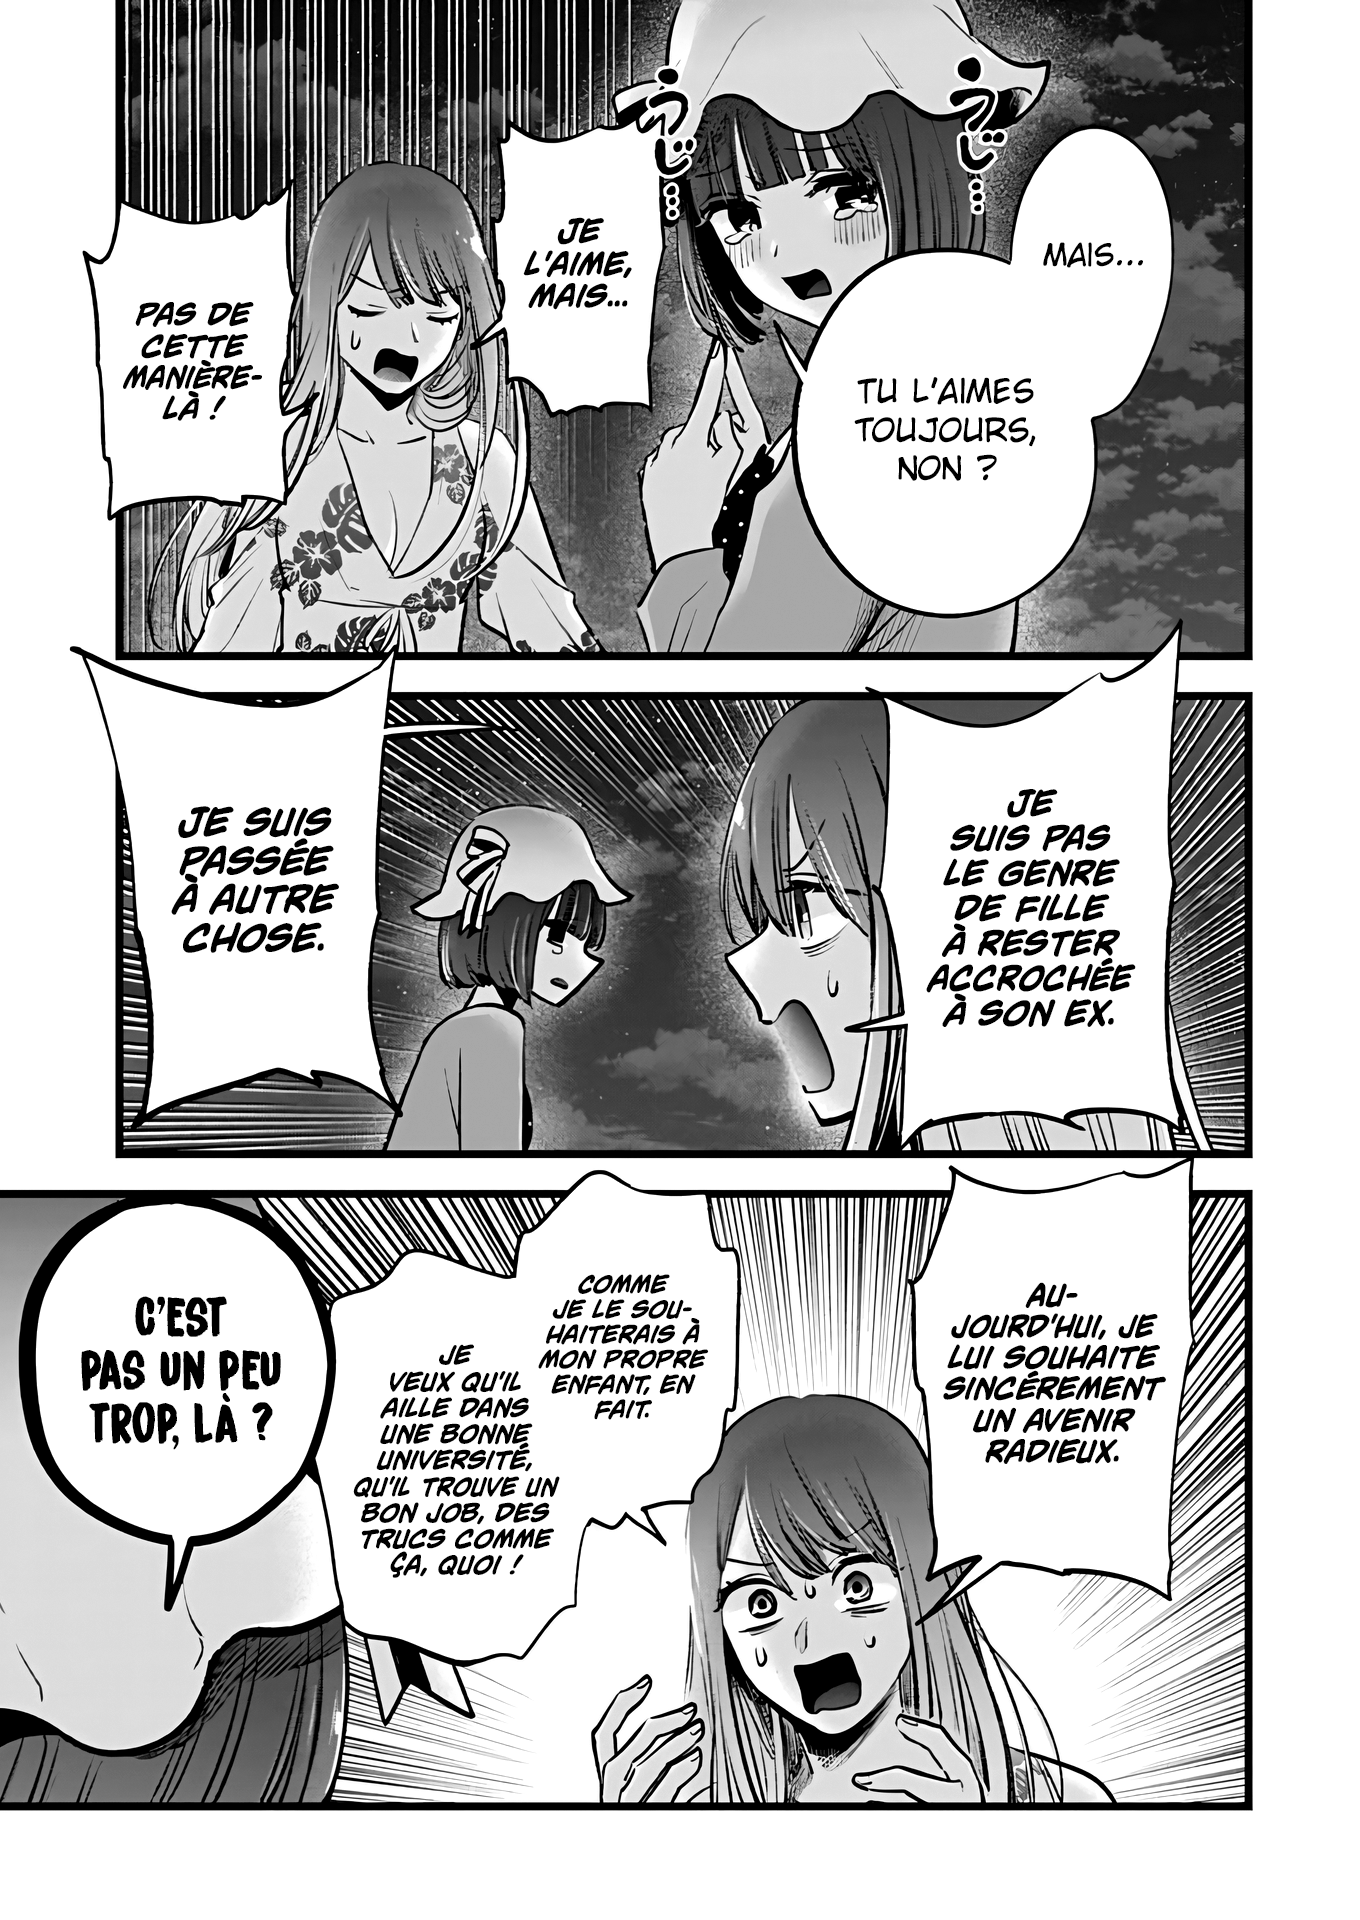 MAIS...
TU L'AIMES
TOUJOURS,
NON ?
うじ…
うじ…
JE
L'AIME,
MAIS...
PAS DE
CETTE
MANIÈRE-
LÀ !
JE
SUIS PAS
LE GENRE
DE FILLE
À RESTER
ACCROCHÉE
À SON EX.
JE SUIS
PASSÉE
À AUTRE
CHOSE.
AU-
JOURD'HUI, JE
LUI SOUHAITE
SINCÈREMENT
UN AVENIR
RADIEUX.
COMME
JE LE SOU-
HAITERAIS À
MON PROPRE
ENFANT, EN
FAIT.
JE
VEUX QU'IL
AILLE DANS
UNE BONNE
UNIVERSITÉ,
QU'IL TROUVE UN
BON JOB, DES
TRUCS COMME
ÇA, QUOI !
C'EST
PAS UN PEU
TROP, LÀ ?